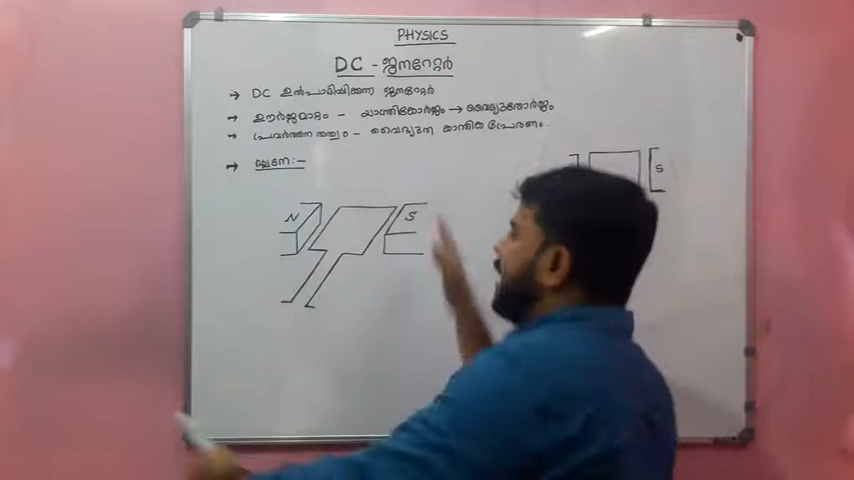 PHYSICS
DC - ജനറേറ്റർ
→ DC ഉൽപാദിപ്പിക്കുന്ന ജനറേറ്റർ
→ ഊർജ്ജമാറ്റം - യാന്ത്രികോർജ്ജം → വൈദ്യുതോർജ്ജം
→ പ്രവർത്തന തത്ത്വം - വൈദ്യുത കാന്തിക പ്രേരണം.
→ ഘടന:-
S
N S